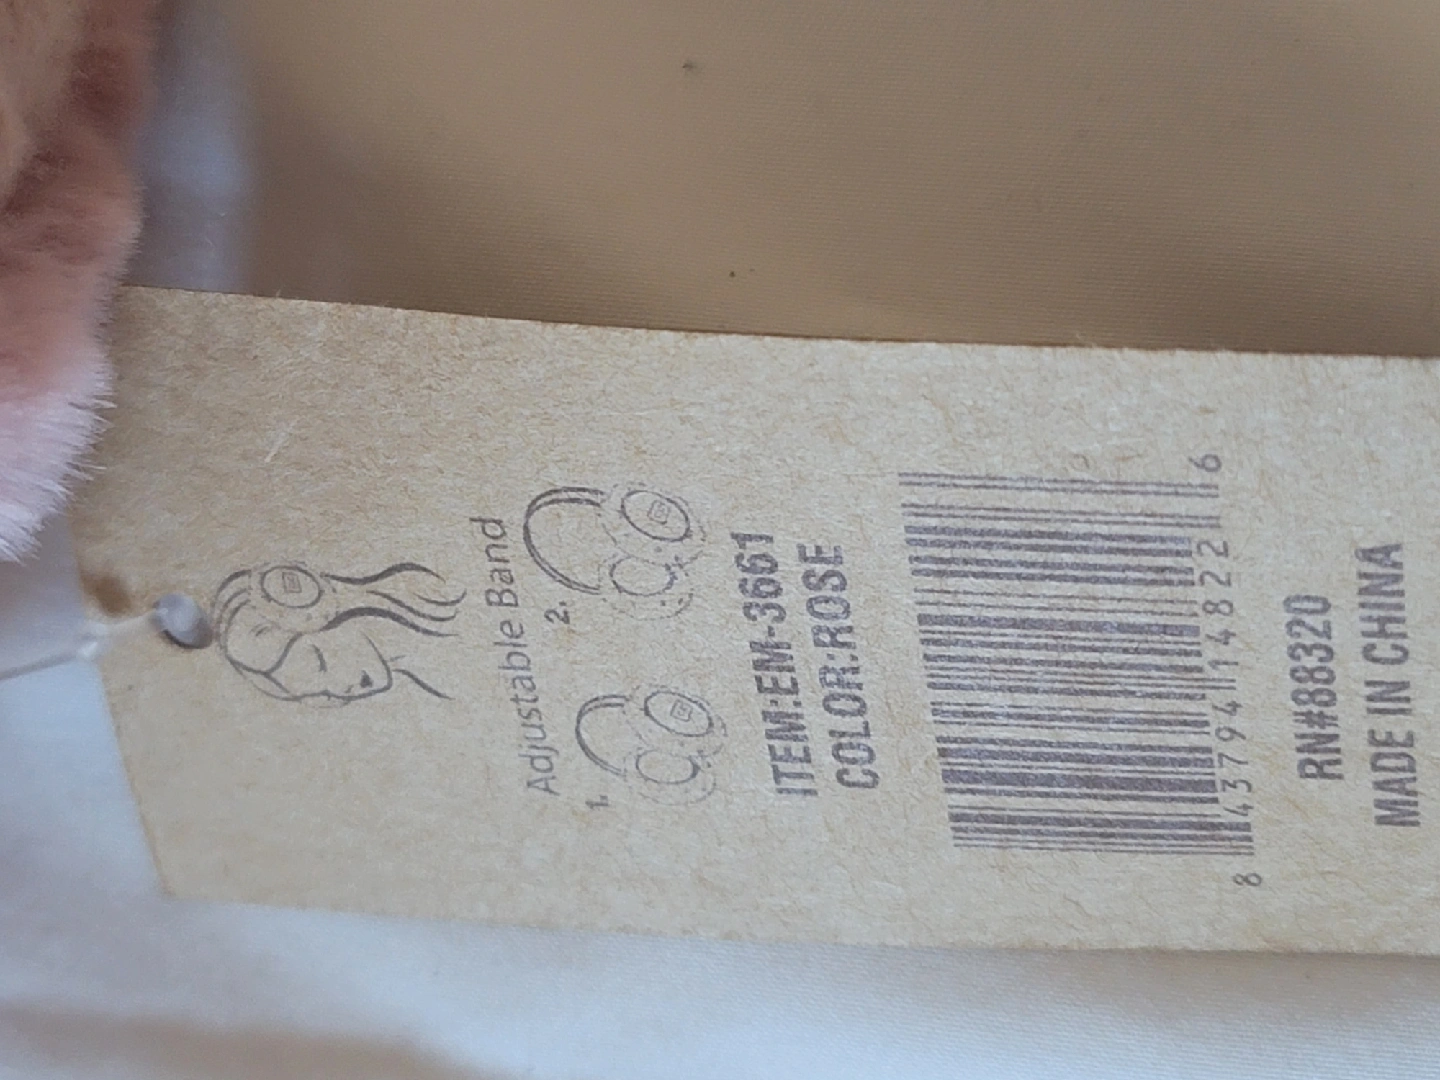 Adjustable Band
1. 2.
ITEM:EM-3661
COLOR:ROSE
8 43794 14822 6
RN#88320
MADE IN CHINA